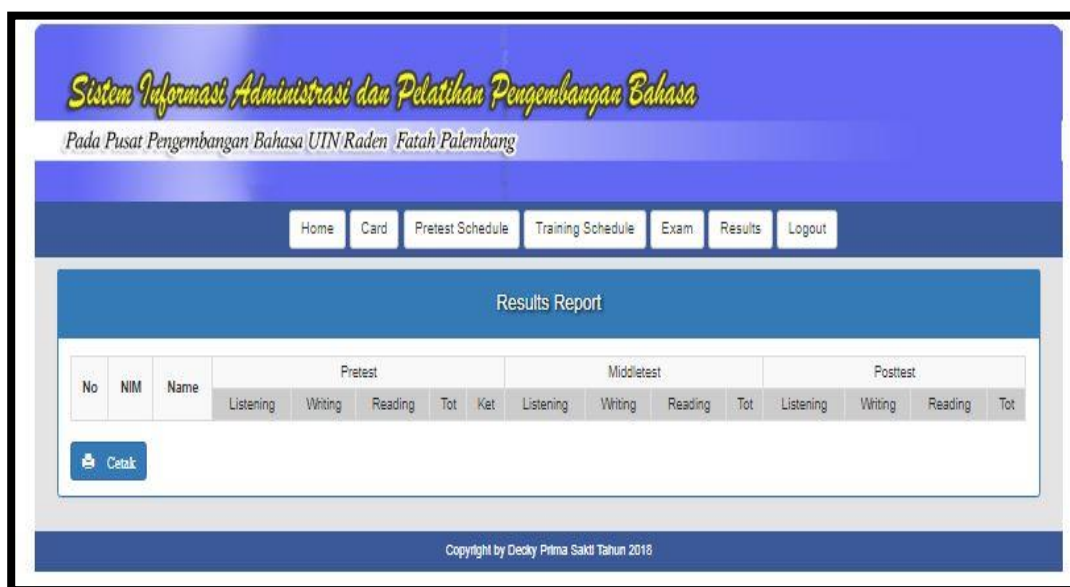 Sistem Informasi Administrasi dan Pelatihan Pengembangan Bahasa
Pada Pusat Pengembangan Bahasa UIN Raden Fatah Palembang
Home Card Pretest Schedule Training Schedule Exam Results Logout
Results Report
No NIM Name Pretest Middletest Posttest
Listening Writing Reading Tot Ket Listening Writing Reading Tot Listening Writing Reading Tot
Cetak
Copyright by Decky Prima Sakti Tahun 2018